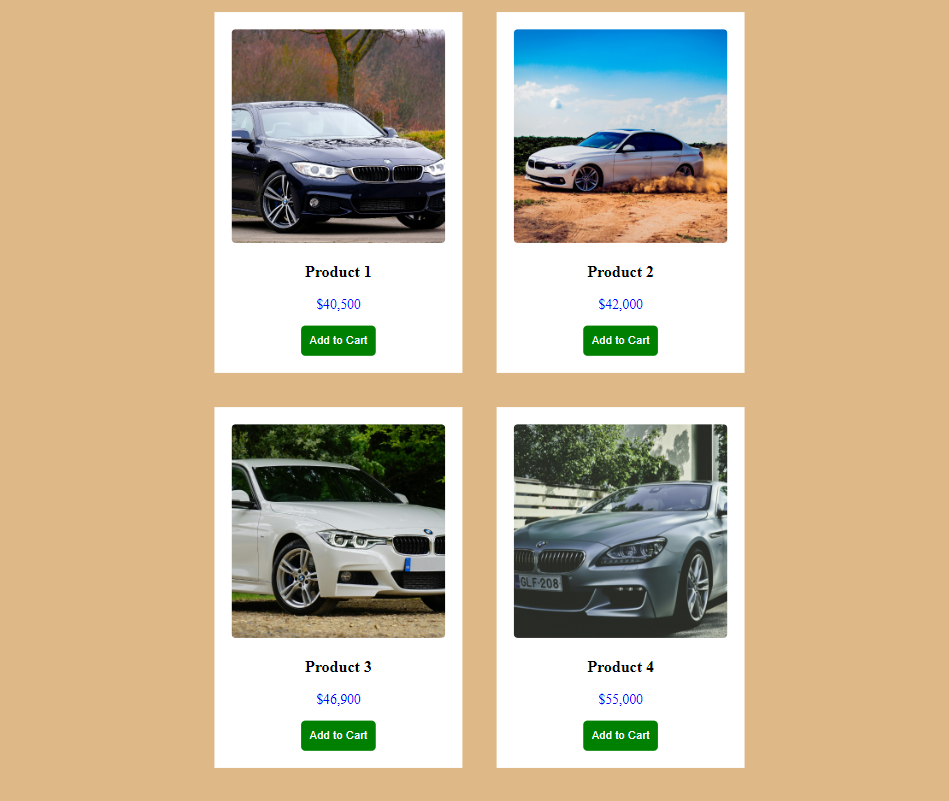 Product 1
$40,500
Add to Cart
Product 2
$42,000
Add to Cart
Product 3
$46,900
Add to Cart
GLF-208
Product 4
$55,000
Add to Cart